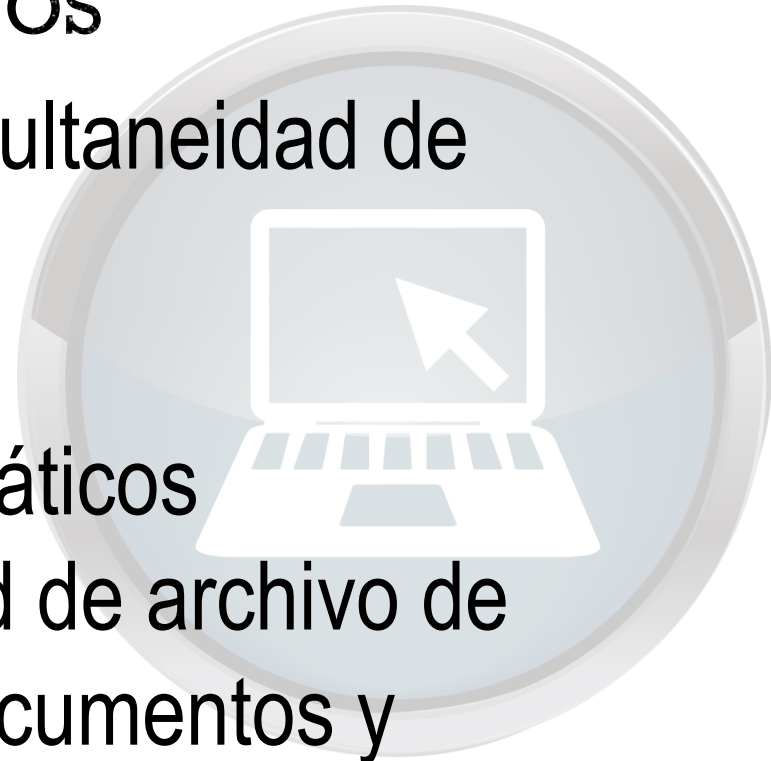 os
ultaneidad de
áticos
d de archivo de
cumentos y